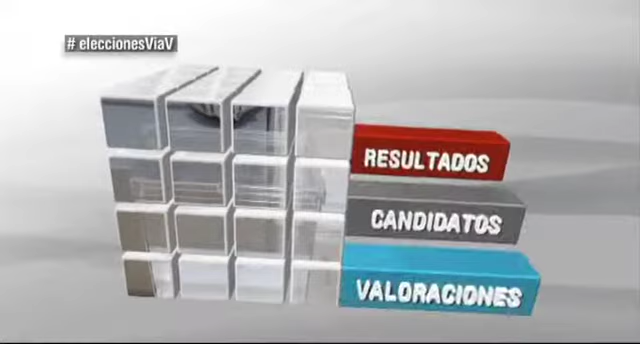 # eleccionesViaV
RESULTADOS
CANDIDATOS
VALORACIONES